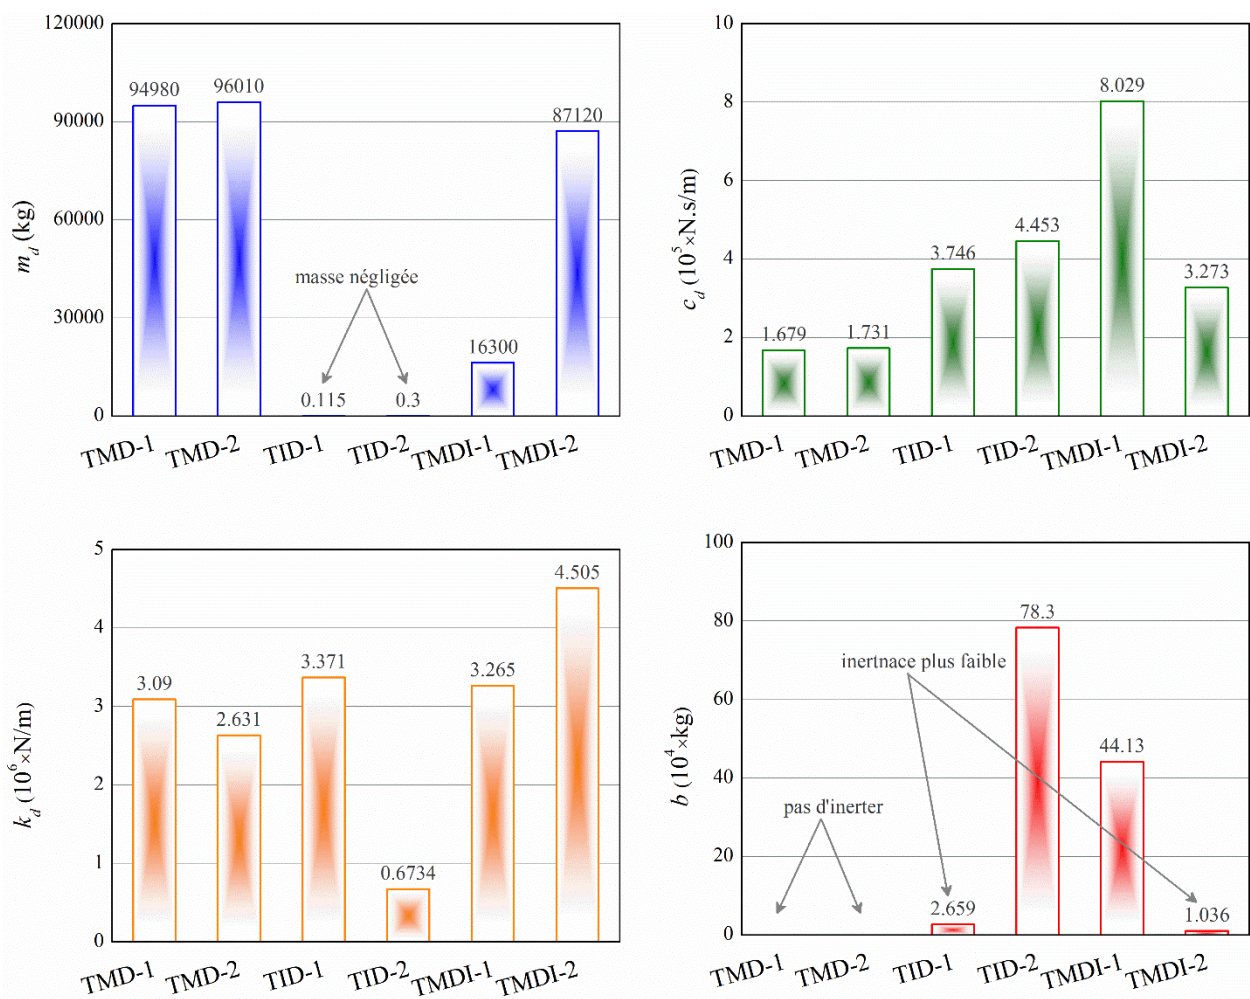 120000
90000
60000
30000
0
m_d (kg)
94980
96010
87120
masse négligée
16300
0.115
0.3
TMD-1
TMD-2
TID-1
TID-2
TMDI-1
TMDI-2
10
8
6
4
2
0
c_d (10^5×N.s/m)
8.029
4.453
3.746
3.273
1.679
1.731
TMD-1
TMD-2
TID-1
TID-2
TMDI-1
TMDI-2
5
4
3
2
1
0
k_d (10^6×N/m)
4.505
3.371
3.265
3.09
2.631
0.6734
TMD-1
TMD-2
TID-1
TID-2
TMDI-1
TMDI-2
100
80
60
40
20
0
b (10^4×kg)
78.3
inertnace plus faible
44.13
pas d'inerter
2.659
1.036
TMD-1
TMD-2
TID-1
TID-2
TMDI-1
TMDI-2